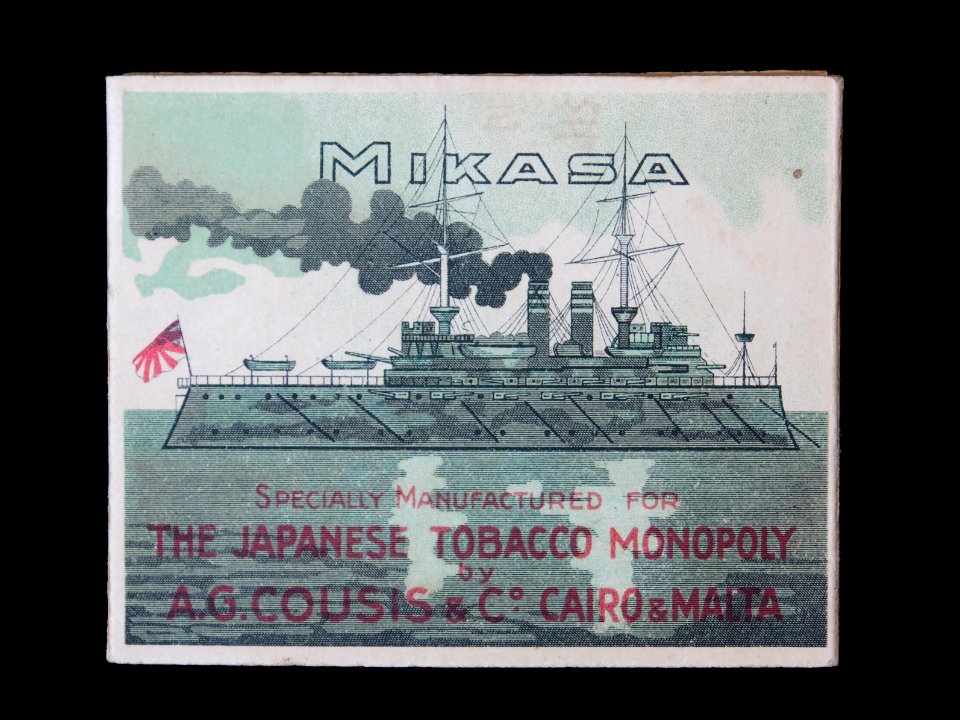 MIKASA
SPECIALLY MANUFACTURED FOR
THE JAPANESE TOBACCO MONOPOLY
by
A.G. COUSIS & Cº CAIRO & MALTA